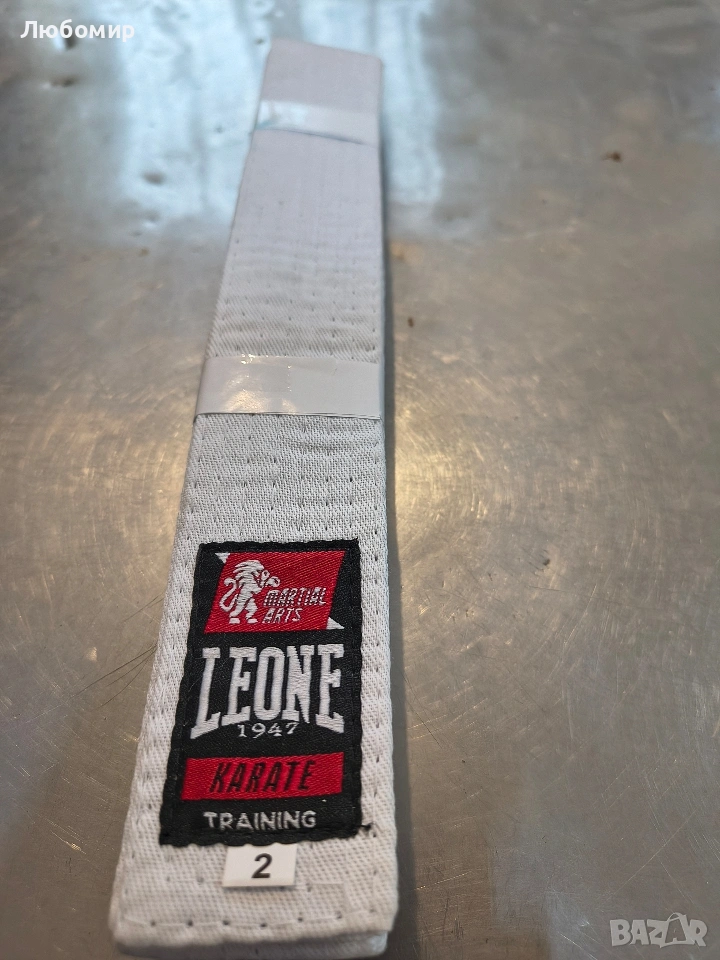 Любомир
MARTIAL
ARTS
LEONE
1947
KARATE
TRAINING
2
BAZAR